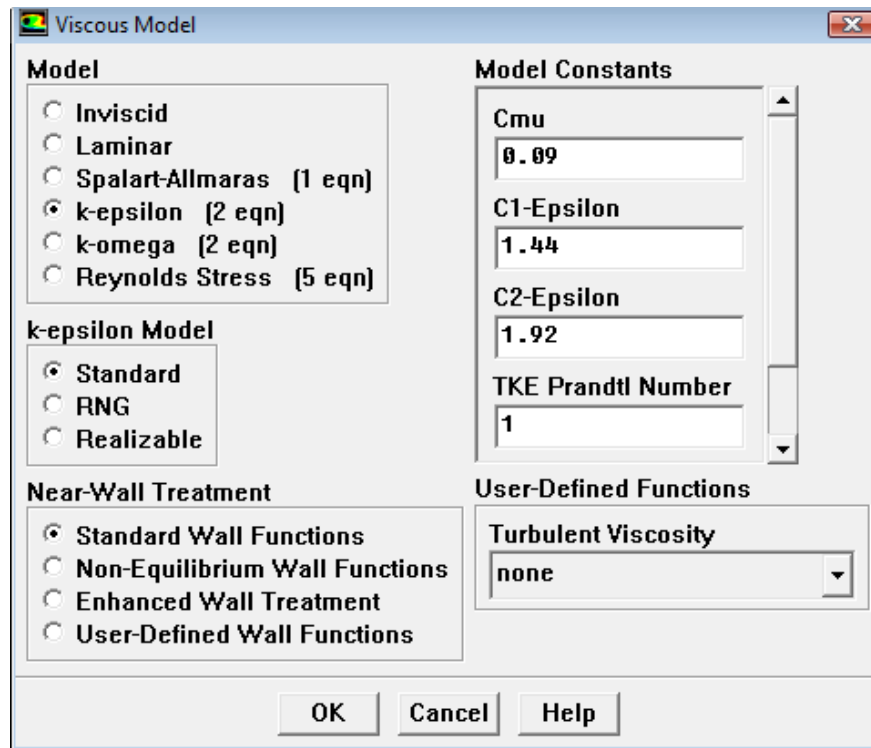 Viscous Model
Model
Inviscid
Laminar
Spalart-Allmaras (1 eqn)
k-epsilon (2 eqn)
k-omega (2 eqn)
Reynolds Stress (5 eqn)
k-epsilon Model
Standard
RNG
Realizable
Near-Wall Treatment
Standard Wall Functions
Non-Equilibrium Wall Functions
Enhanced Wall Treatment
User-Defined Wall Functions
Model Constants
Cmu
0.09
C1-Epsilon
1.44
C2-Epsilon
1.92
TKE Prandtl Number
1
User-Defined Functions
Turbulent Viscosity
none
OK Cancel Help